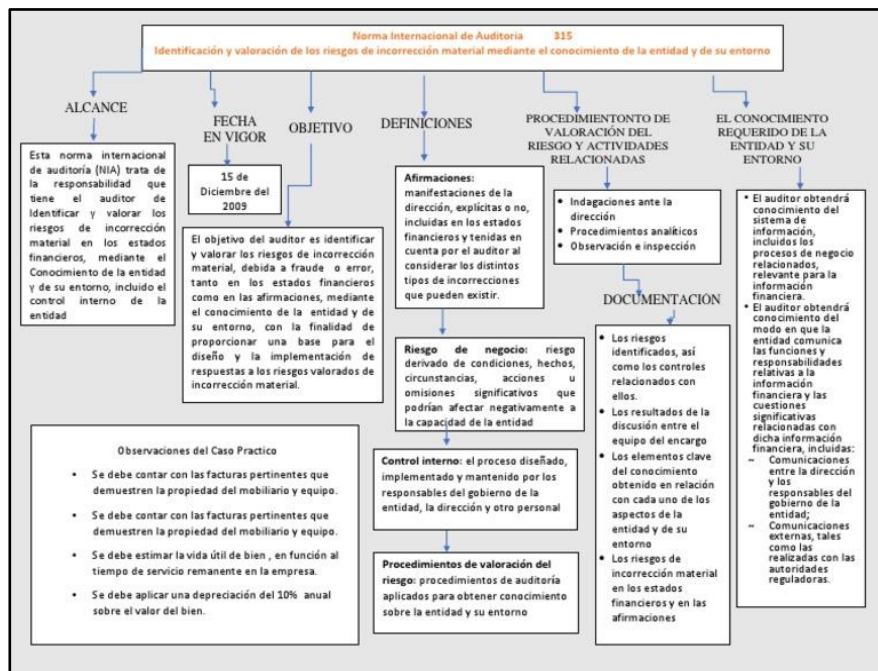 Norma Internacional de Auditoria 315
Identificación y valoración de los riesgos de incorrección material mediante el conocimiento de la entidad y de su entorno
ALCANCE
Esta norma internacional
de auditoría (NIA) trata de
la responsabilidad que
tiene el auditor de
Identificar y valorar los
riesgos de incorrección
material en los estados
financieros, mediante el
Conocimiento de la entidad
y de su entorno, incluido el
control interno de la
entidad
FECHA
EN VIGOR
15 de
Diciembre del
2009
OBJETIVO
El objetivo del auditor es identificar
y valorar los riesgos de incorrección
material, debida a fraude o error,
tanto en los estados financieros
como en las afirmaciones, mediante
el conocimiento de la entidad y de
su entorno, con la finalidad de
proporcionar una base para el
diseño y la implementación de
respuestas a los riesgos valorados
de incorrección material.
DEFINICIONES
Afirmaciones:
manifestaciones de la
dirección, explícitas o no,
incluidas en los estados
financieros y tenidas en
cuenta por el auditor al
considerar los distintos
tipos de incorrecciones
que pueden existir.
Riesgo de negocio: riesgo
derivado de condiciones, hechos,
circunstancias, acciones u
omisiones significativos que
podrían afectar negativamente a
la capacidad de la entidad
Control interno: el proceso diseñado,
implementado y mantenido por los
responsables del gobierno de la
entidad, la dirección y otro personal
Procedimientos de valoración del
riesgo: procedimientos de auditoría
aplicados para obtener conocimiento
sobre la entidad y su entorno
PROCEDIMIENTONTO DE
VALORACIÓN DEL
RIESGO Y ACTIVIDADES
RELACIONADAS
• Indagaciones ante la
dirección
• Procedimientos analíticos
• Observación e inspección
DOCUMENTACIÓN
• Los riesgos
identificados, así
como los controles
relacionados con
ellos.
• Los resultados de la
discusión entre el
equipo del encargo
• Los elementos clave
del conocimiento
obtenido en relación
con cada uno de los
aspectos de la
entidad y de su
entorno
• Los riesgos de
incorrección material
en los estados
financieros y en las
afirmaciones
EL CONOCIMIENTO
REQUERIDO DE LA
ENTIDAD Y SU
ENTORNO
• El auditor obtendrá
conocimiento del
sistema de
información,
incluidos los
procesos de negocio
relacionados,
relevante para la
información
financiera.
• El auditor obtendrá
conocimiento del
modo en que la
entidad comunica
las funciones y
responsabilidades
relativas a la
información
financiera y las
cuestiones
significativas
relacionadas con
dicha información
financiera, incluidas:
~ Comunicaciones
entre la dirección
y los
responsables del
gobierno de la
entidad;
~ Comunicaciones
externas, tales
como las
realizadas con las
autoridades
reguladoras.
Observaciones del Caso Practico
• Se debe contar con las facturas pertinentes que
demuestren la propiedad del mobiliario y equipo.
• Se debe contar con las facturas pertinentes que
demuestren la propiedad del mobiliario y equipo.
• Se debe estimar la vida útil de bien , en función al
tiempo de servicio remanente en la empresa.
• Se debe aplicar una depreciación del 10% anual
sobre el valor del bien.